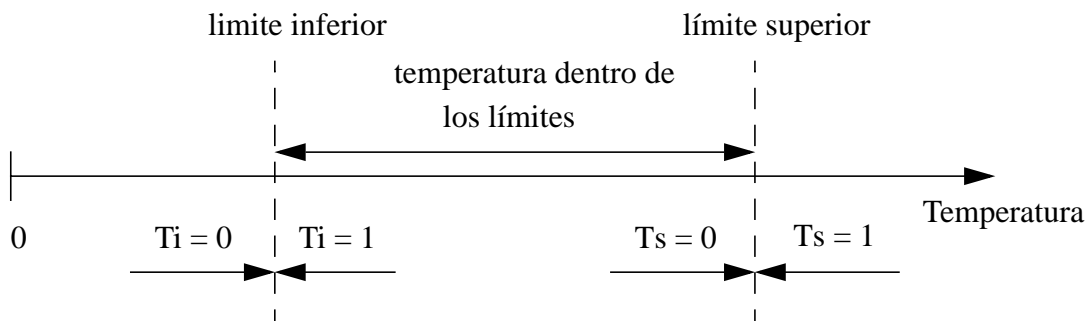 limite inferior
límite superior
temperatura dentro de
los límites
Temperatura
0
Ti = 0
Ti = 1
Ts = 0
Ts = 1